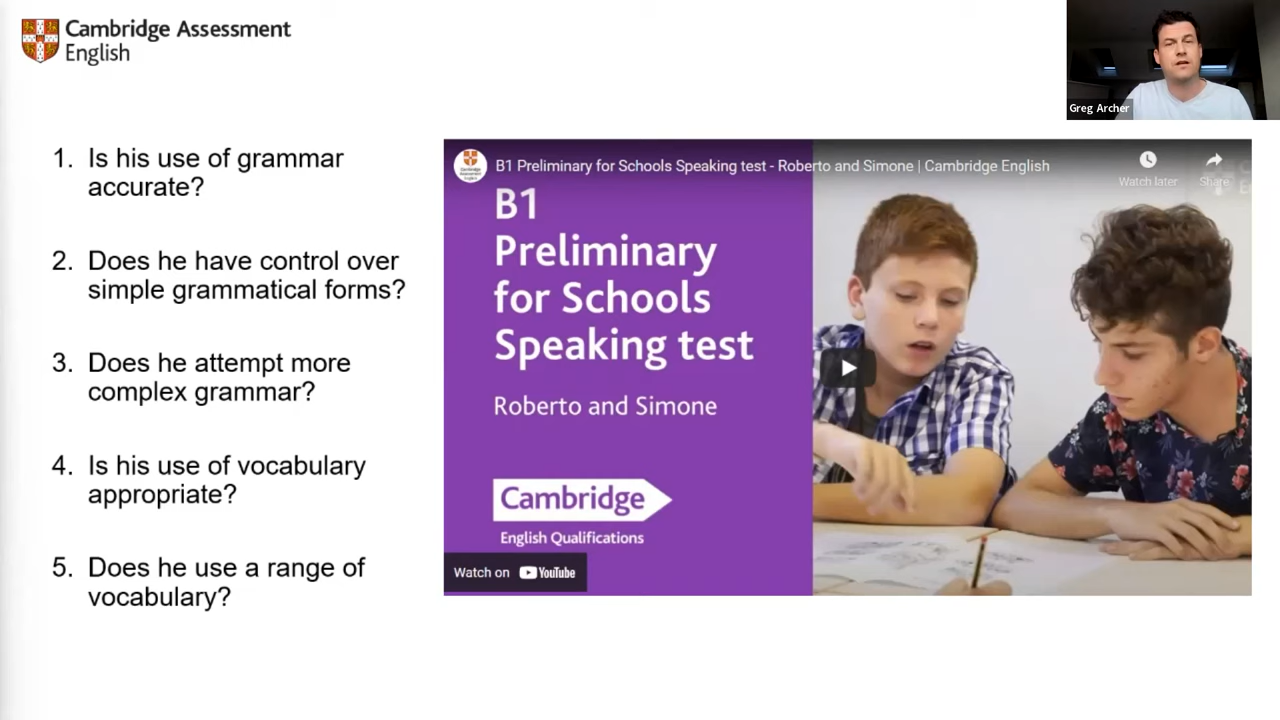 Cambridge Assessment
English
Greg Archer
1. Is his use of grammar
accurate?
2. Does he have control over
simple grammatical forms?
3. Does he attempt more
complex grammar?
4. Is his use of vocabulary
appropriate?
5. Does he use a range of
vocabulary?
B1 Preliminary for Schools Speaking test - Roberto and Simone | Cambridge English
Watch later
Share
B1
Preliminary
for Schools
Speaking test
Roberto and Simone
Cambridge
English Qualifications
Watch on YouTube